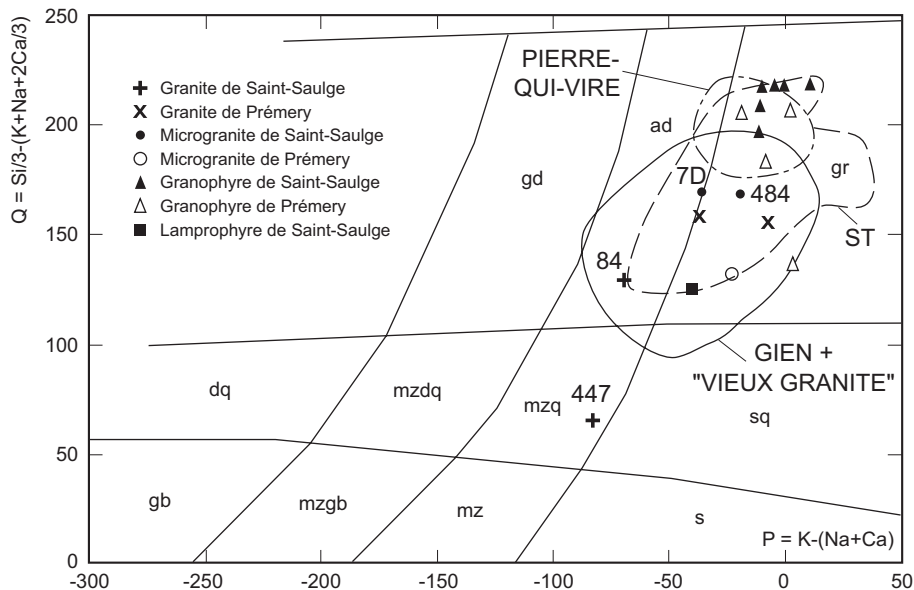 Q = Si/3-(K+Na+2Ca/3)
250
200
150
100
50
0
PIERRE-
QUI-VIRE
Granite de Saint-Saulge
Granite de Prémery
Microgranite de Saint-Saulge
Microgranite de Prémery
Granophyre de Saint-Saulge
Granophyre de Prémery
Lamprophyre de Saint-Saulge
ad
gd
gr
7D
484
ST
84
GIEN +
"VIEUX GRANITE"
dq
mzdq
mzq
447
sq
gb
mzgb
mz
s
P = K-(Na+Ca)
-300
-250
-200
-150
-100
-50
0
50